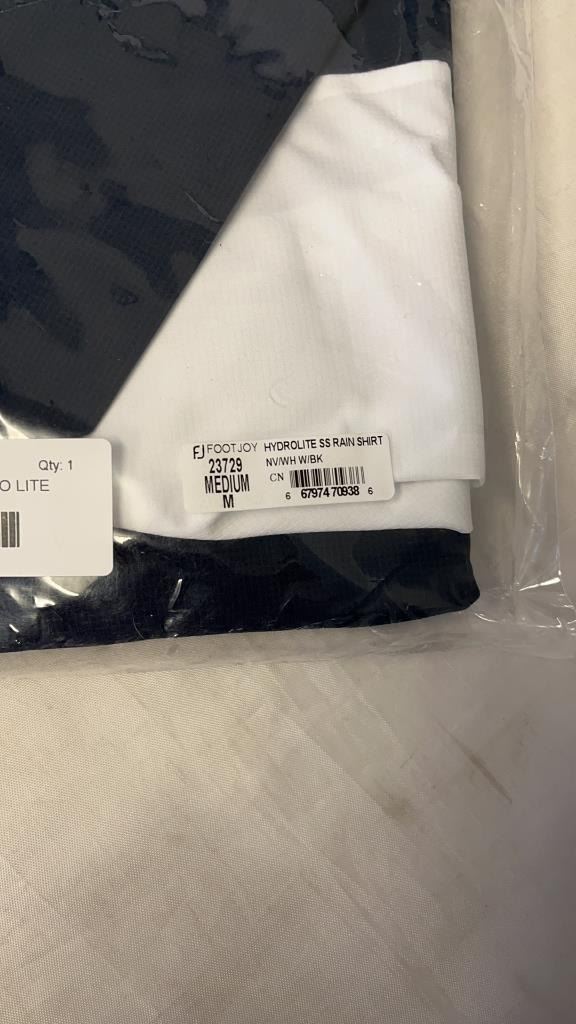 FJ FOOTJOY HYDROLITE SS RAIN SHIRT
23729 NV/WH W/BK
MEDIUM CN
M 6 67974 70938 6
Qty: 1
O LITE